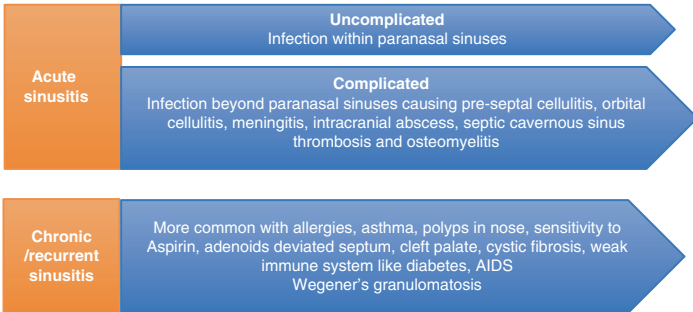 Acute
sinusitis
Uncomplicated
Infection within paranasal sinuses
Complicated
Infection beyond paranasal sinuses causing pre-septal cellulitis, orbital
cellulitis, meningitis, intracranial abscess, septic cavernous sinus
thrombosis and osteomyelitis
Chronic
/recurrent
sinusitis
More common with allergies, asthma, polyps in nose, sensitivity to
Aspirin, adenoids deviated septum, cleft palate, cystic fibrosis, weak
immune system like diabetes, AIDS
Wegener's granulomatosis